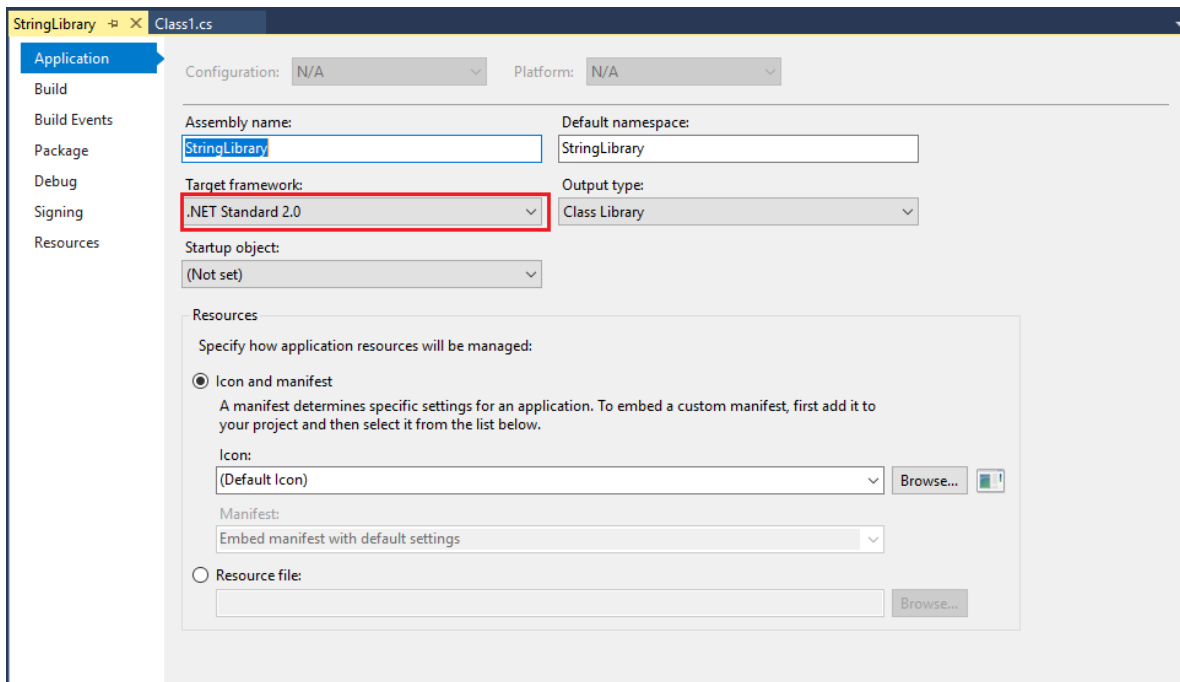 StringLibrary
Class1.cs
Application
Build
Build Events
Package
Debug
Signing
Resources
Configuration: N/A Platform: N/A
Assembly name: Default namespace:
StringLibrary StringLibrary
Target framework: Output type:
.NET Standard 2.0 Class Library
Startup object:
(Not set)
Resources
Specify how application resources will be managed:
Icon and manifest
A manifest determines specific settings for an application. To embed a custom manifest, first add it to
your project and then select it from the list below.
Icon:
(Default Icon) Browse...
Manifest:
Embed manifest with default settings
Resource file:
Browse...